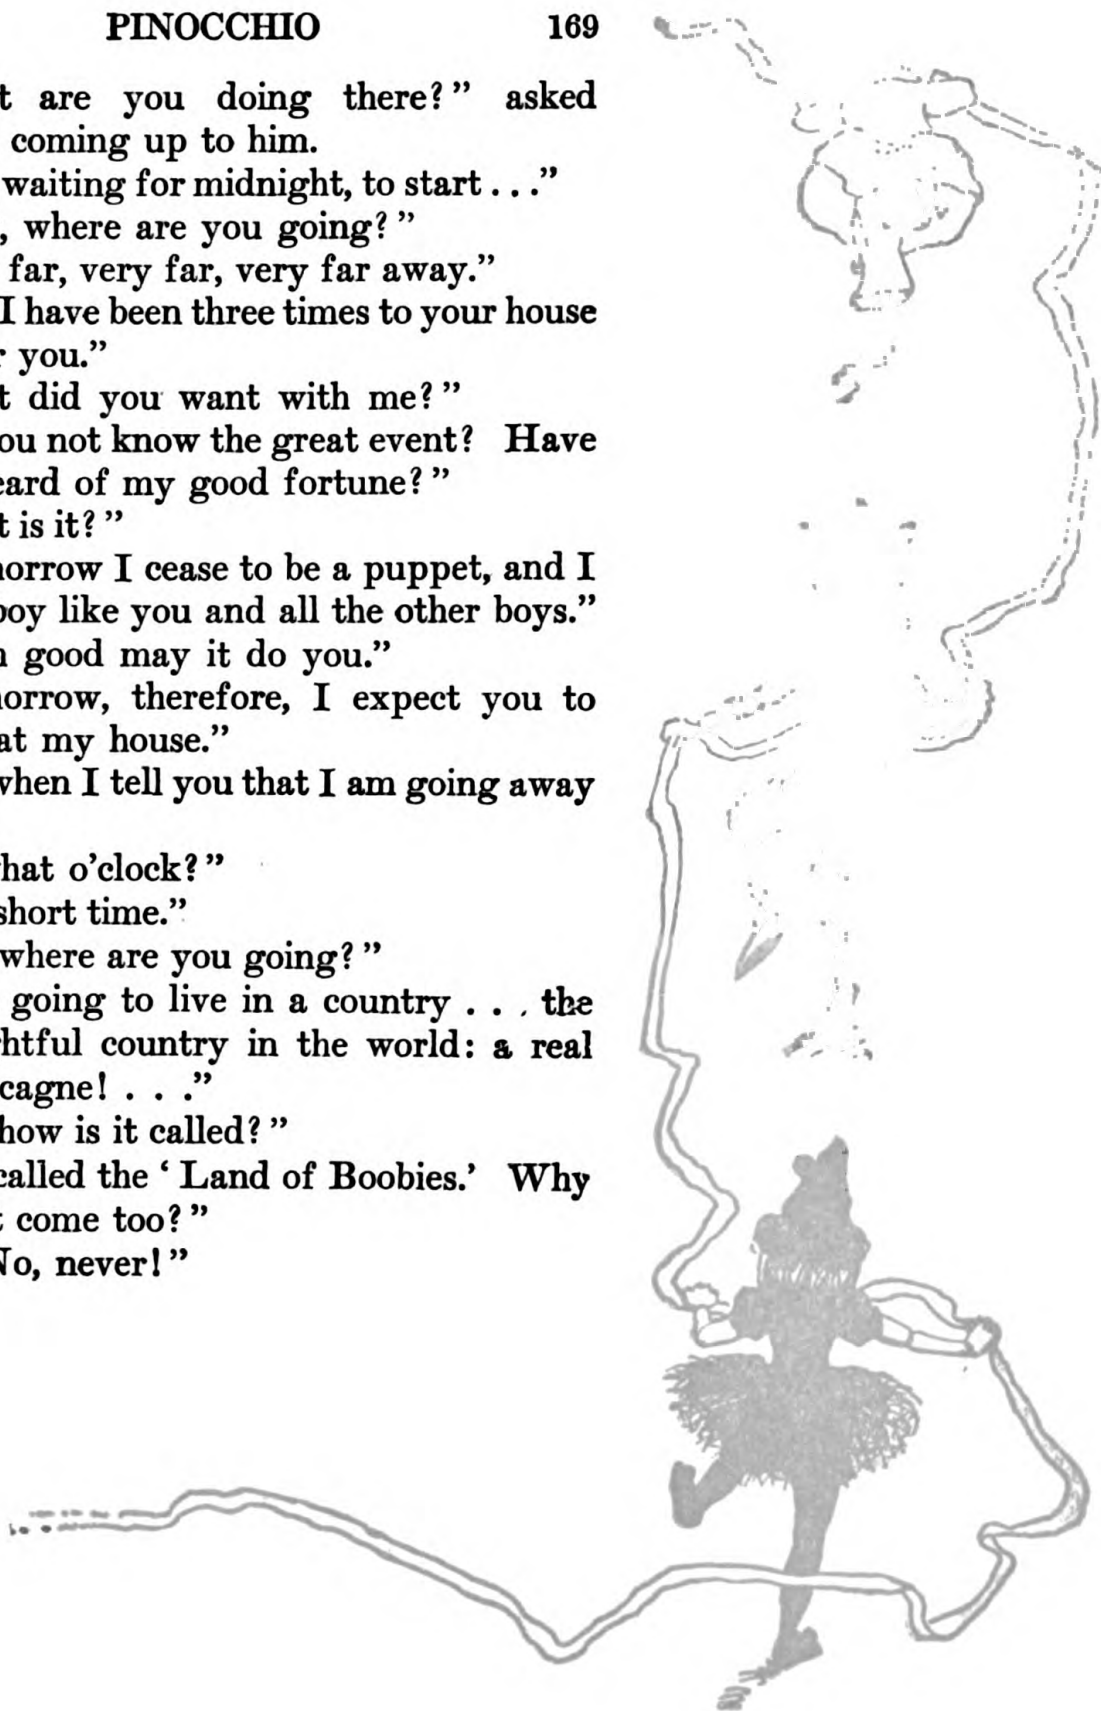 PINOCCHIO 169
t are you doing there?” asked
coming up to him.
waiting for midnight, to start . . .”
, where are you going?”
far, very far, very far away.”
I have been three times to your house
r you.”
t did you want with me?”
ou not know the great event? Have
eard of my good fortune?”
t is it?”
norrow I cease to be a puppet, and I
boy like you and all the other boys.”
n good may it do you.”
norrow, therefore, I expect you to
at my house.”
when I tell you that I am going away
hat o’clock?”
short time.”
where are you going?”
going to live in a country . . . the
htful country in the world: a real
cagne! . . .”
how is it called?”
called the ‘ Land of Boobies.’ Why
t come too?”
No, never!”